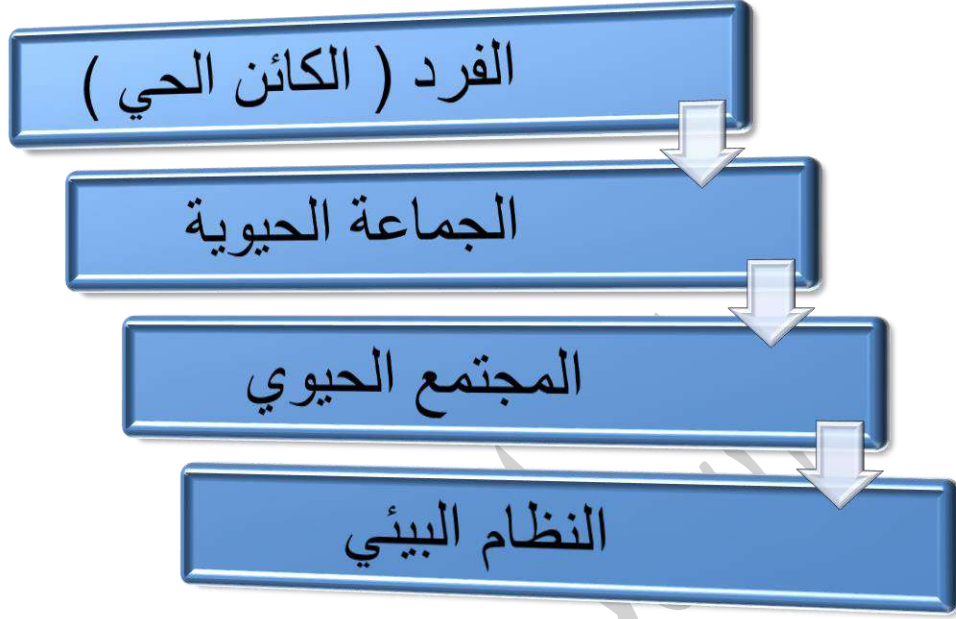 الفرد ( الكائن الحي )
الجماعة الحيوية
المجتمع الحيوي
النظام البيئي